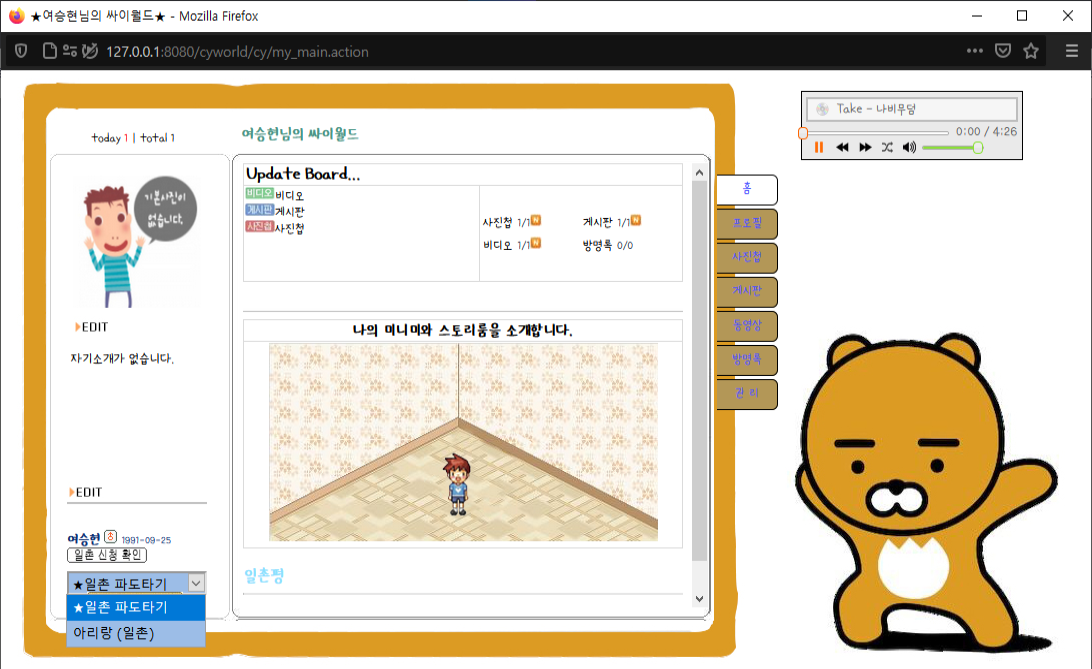 ★여승현님의 싸이월드★ - Mozilla Firefox
127.0.0.1:8080/cyworld/cy/my_main.action
today 1 | total 1
여승현님의 싸이월드
Take - 나비무덤
0:00 / 4:26
기본사진이
없습니다.
EDIT
자기소개가 없습니다.
EDIT
여승현 1991-09-25
일촌 신청 확인
★일촌 파도타기
★일촌 파도타기
아리랑 (일촌)
Update Board...
비디오 비디오
게시판 게시판
사진첩 사진첩
사진첩 1/1 N
게시판 1/1 N
비디오 1/1 N
방명록 0/0
나의 미니미와 스토리룸을 소개합니다.
일촌평
홈
프로필
사진첩
게시판
동영상
방명록
관 리